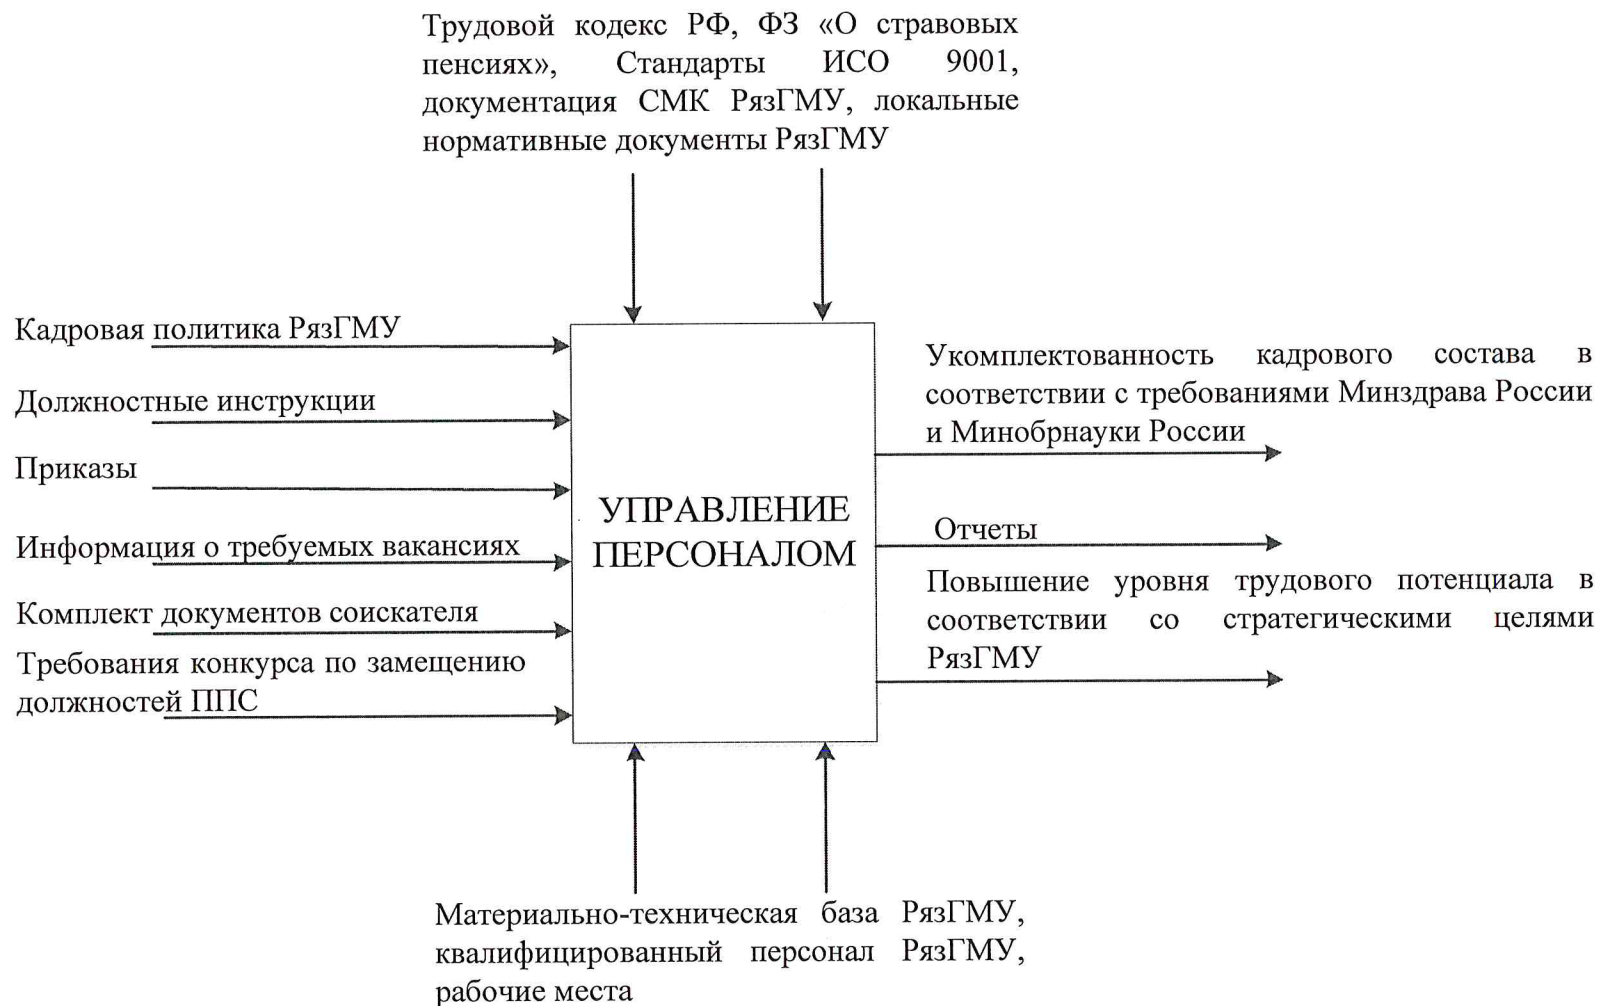 Трудовой кодекс РФ, ФЗ «О стравовых
пенсиях», Стандарты ИСО 9001,
документация СМК РязГМУ, локальные
нормативные документы РязГМУ
Кадровая политика РязГМУ
Должностные инструкции
Приказы
Информация о требуемых вакансиях
Комплект документов соискателя
Требования конкурса по замещению
должностей ППС
УПРАВЛЕНИЕ
ПЕРСОНАЛОМ
Укомплектованность кадрового состава в
соответствии с требованиями Минздрава России
и Минобрнауки России
Отчеты
Повышение уровня трудового потенциала в
соответствии со стратегическими целями
РязГМУ
Материально-техническая база РязГМУ,
квалифицированный персонал РязГМУ,
рабочие места